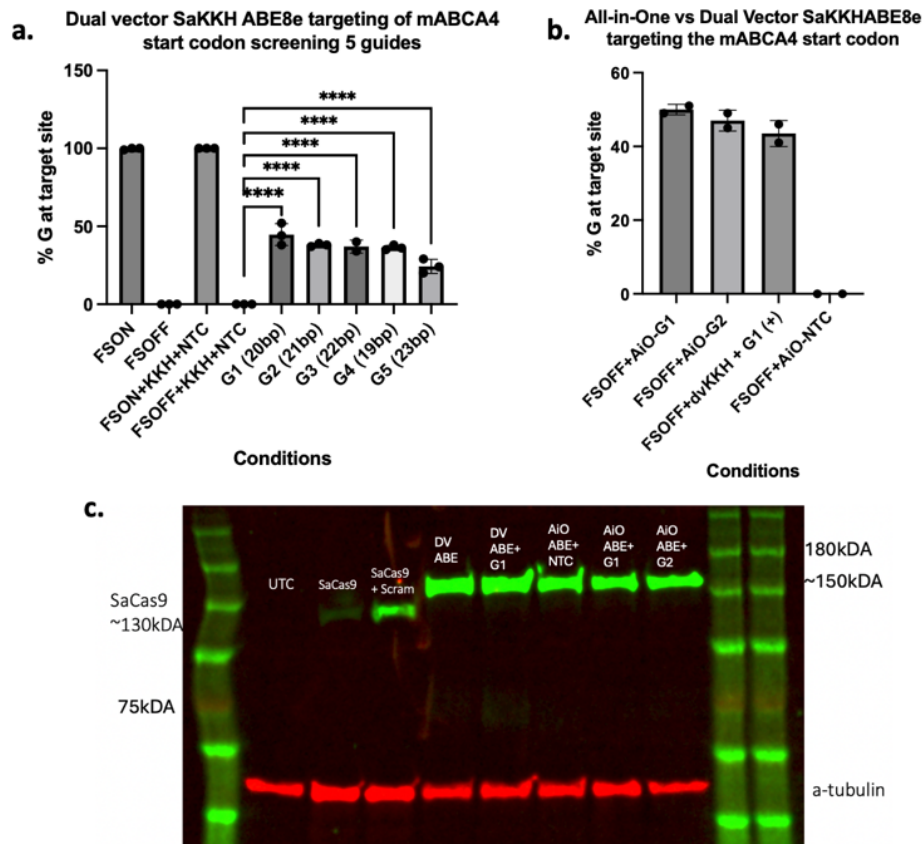 a.
Dual vector SaKKH ABE8e targeting of mABCA4
start codon screening 5 guides
% G at target site
150
100
50
0
****
****
****
****
****
FSON
FSOFF
FSON+KKH+NTC
FSOFF+KKH+NTC
G1 (20bp)
G2 (21bp)
G3 (22bp)
G4 (19bp)
G5 (23bp)
Conditions
b.
All-in-One vs Dual Vector SaKKHABE8e
targeting the mABCA4 start codon
% G at target site
60
40
20
0
FSOFF+AiO-G1
FSOFF+AiO-G2
FSOFF+dvKKH + G1 (+)
FSOFF+AiO-NTC
Conditions
c.
SaCas9
~130kDA
75kDA
UTC
SaCas9
SaCas9
+ Scram
DV
ABE
DV
ABE+
G1
AiO
ABE+
NTC
AiO
ABE+
G1
AiO
ABE+
G2
180kDA
~150kDA
a-tubulin